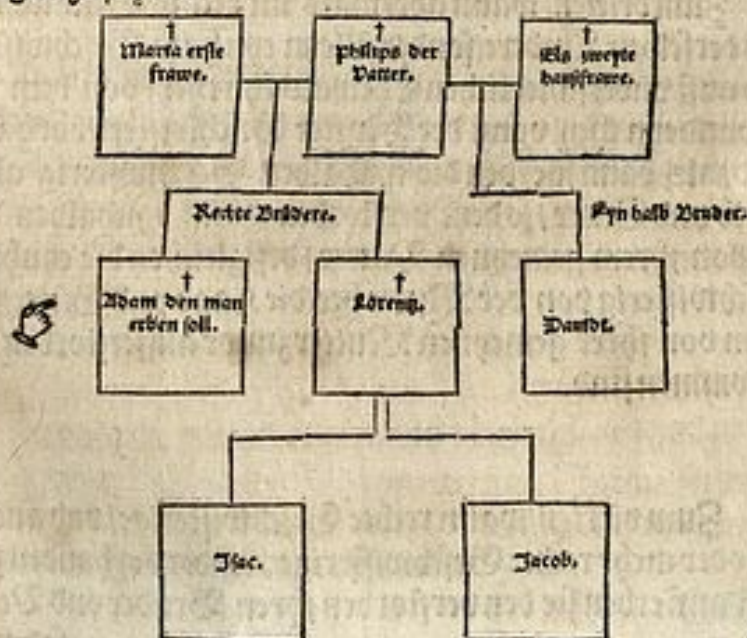 †
Maria erste
frawe.
†
Philips der
Vatter.
†
Els zweyte
haußfrawe.
Rechte Brüdere.
Eyn halb Bruder.
†
Adam den man
erben soll.
†
Lorentz.
Dauidt.
Isac.
Jacob.